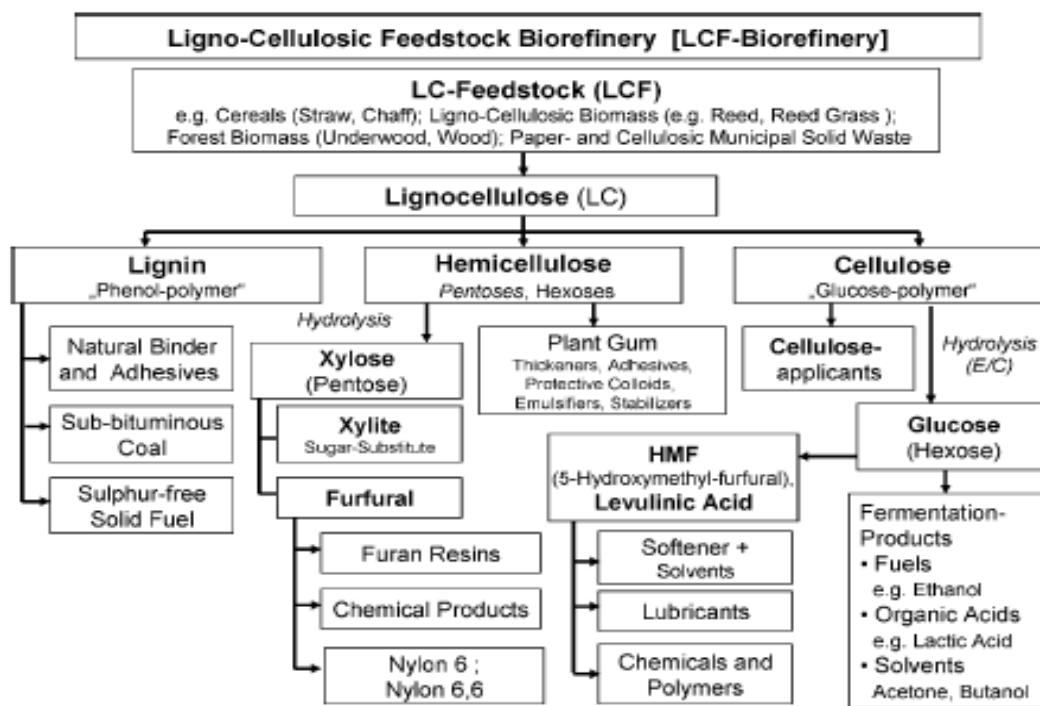 Ligno-Cellulosic Feedstock Biorefinery [LCF-Biorefinery]
LC-Feedstock (LCF)
e.g. Cereals (Straw, Chaff); Ligno-Cellulosic Biomass (e.g. Reed, Reed Grass );
Forest Biomass (Underwood, Wood); Paper- and Cellulosic Municipal Solid Waste
Lignocellulose (LC)
Lignin
„Phenol-polymer“
Hemicellulose
Pentoses, Hexoses
Cellulose
„Glucose-polymer“
Natural Binder
and Adhesives
Sub-bituminous
Coal
Sulphur-free
Solid Fuel
Hydrolysis
Xylose
(Pentose)
Xylite
Sugar-Substitute
Furfural
Furan Resins
Chemical Products
Nylon 6 ;
Nylon 6,6
Plant Gum
Thickeners, Adhesives,
Protective Colloids,
Emulsifiers, Stabilizers
Cellulose-
applicants
Hydrolysis
(E/C)
Glucose
(Hexose)
HMF
(5-Hydroxymethyl-furfural),
Levulinic Acid
Softener +
Solvents
Lubricants
Chemicals and
Polymers
Fermentation-
Products
• Fuels
e.g. Ethanol
• Organic Acids
e.g. Lactic Acid
• Solvents
Acetone, Butanol